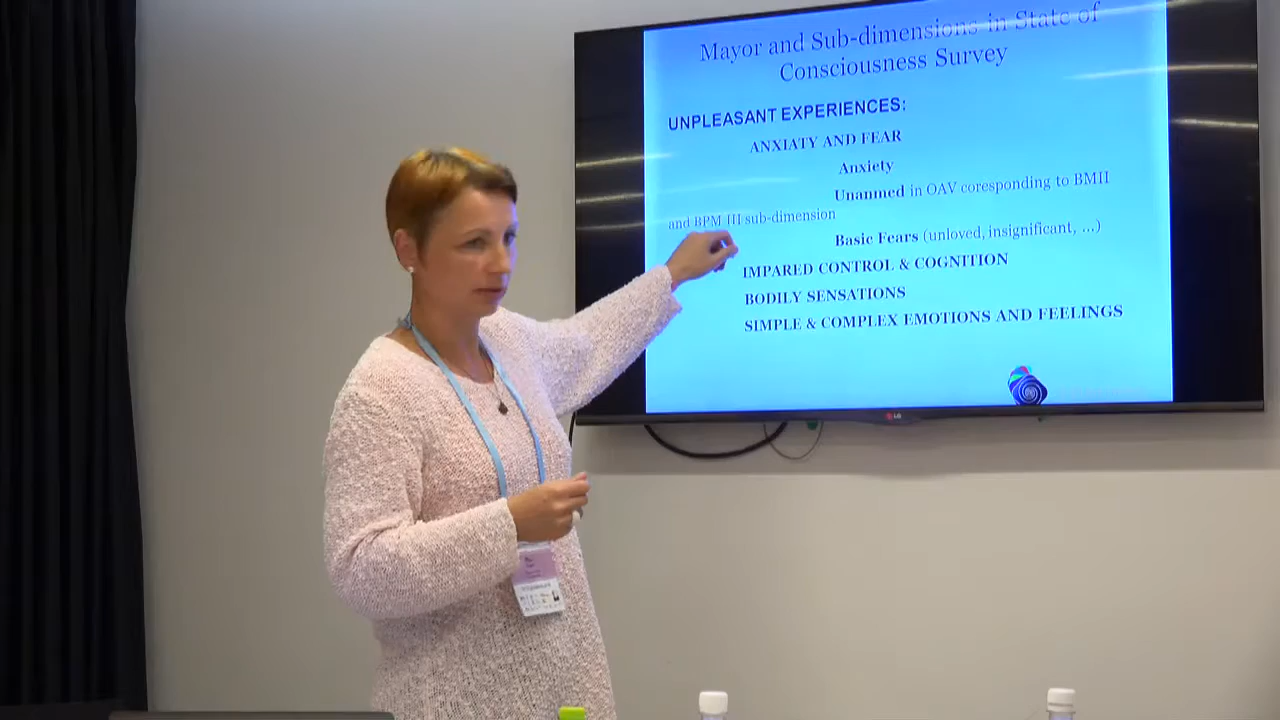 Mayor and Sub-dimensions in State of
Consciousness Survey
UNPLEASANT EXPERIENCES:
ANXIATY AND FEAR
Anxiety
Unanmed in OAV coresponding to BMII
and BPM III sub-dimension
Basic Fears (unloved, insignificant, ...)
IMPARED CONTROL & COGNITION
BODILY SENSATIONS
SIMPLE & COMPLEX EMOTIONS AND FEELINGS
LG